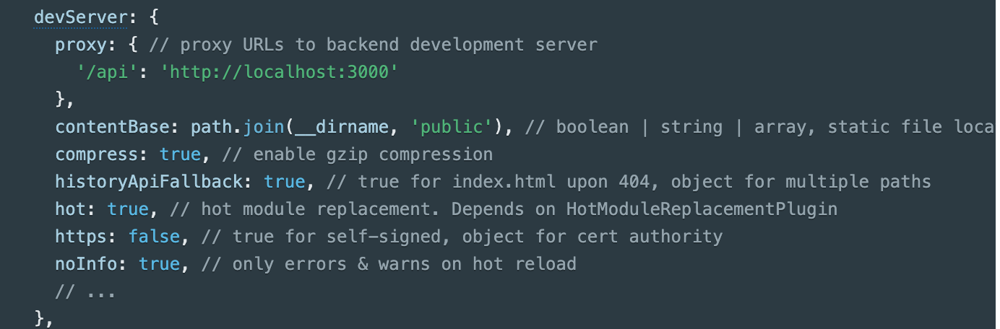 devServer: {
proxy: { // proxy URLs to backend development server
'/api': 'http://localhost:3000'
},
contentBase: path.join(__dirname, 'public'), // boolean | string | array, static file loca
compress: true, // enable gzip compression
historyApiFallback: true, // true for index.html upon 404, object for multiple paths
hot: true, // hot module replacement. Depends on HotModuleReplacementPlugin
https: false, // true for self-signed, object for cert authority
noInfo: true, // only errors & warns on hot reload
// ...
},